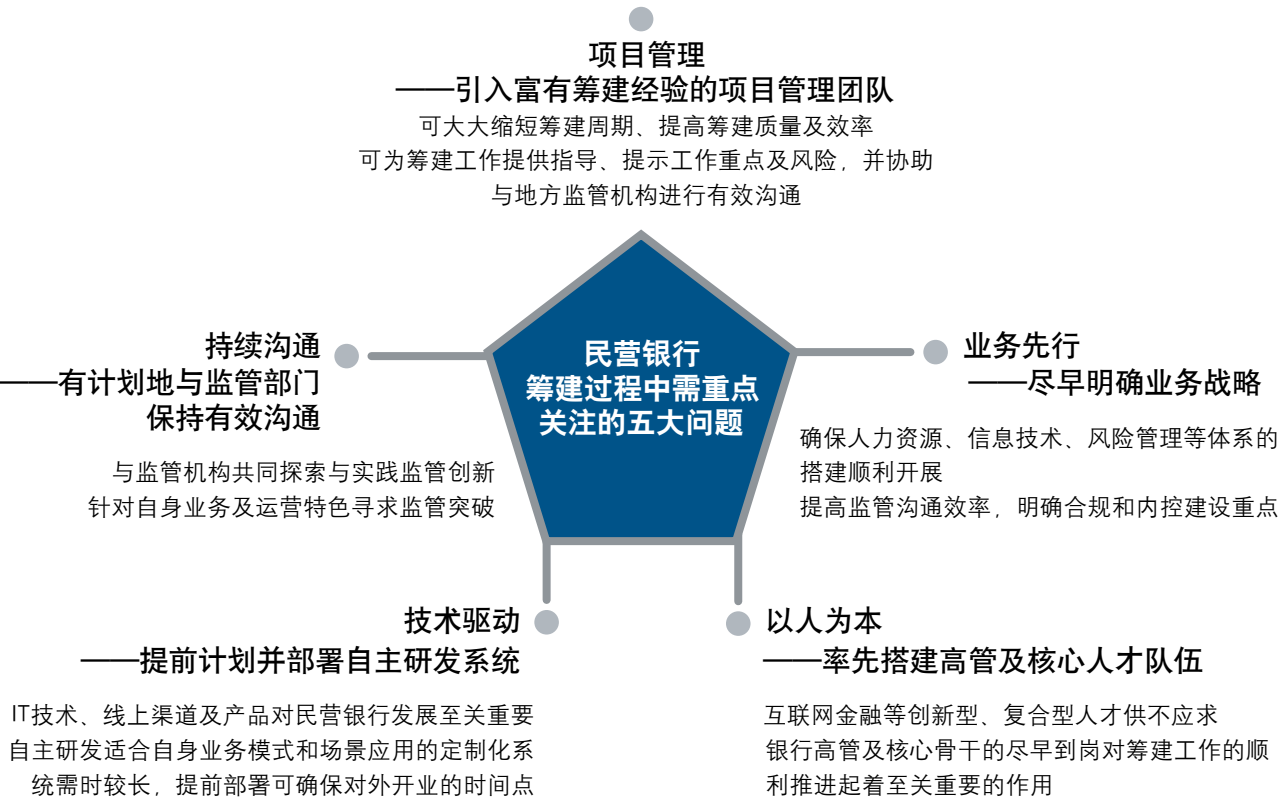 项目管理
——引入富有筹建经验的项目管理团队
可大大缩短筹建周期、提高筹建质量及效率
可为筹建工作提供指导、提示工作重点及风险，并协助
与地方监管机构进行有效沟通
民营银行
筹建过程中需重点
关注的五大问题
业务先行
——尽早明确业务战略
确保人力资源、信息技术、风险管理等体系的
搭建顺利开展
提高监管沟通效率，明确合规和内控建设重点
以人为本
——率先搭建高管及核心人才队伍
互联网金融等创新型、复合型人才供不应求
银行高管及核心骨干的尽早到岗对筹建工作的顺
利推进起着至关重要的作用
技术驱动
——提前计划并部署自主研发系统
IT技术、线上渠道及产品对民营银行发展至关重要
自主研发适合自身业务模式和场景应用的定制化系
统需时较长，提前部署可确保对外开业的时间点
持续沟通
——有计划地与监管部门
保持有效沟通
与监管机构共同探索与实践监管创新
针对自身业务及运营特色寻求监管突破